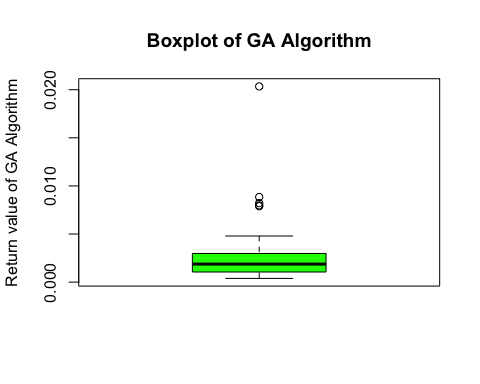 Boxplot of GA Algorithm
Return value of GA Algorithm
0.020
0.010
0.000